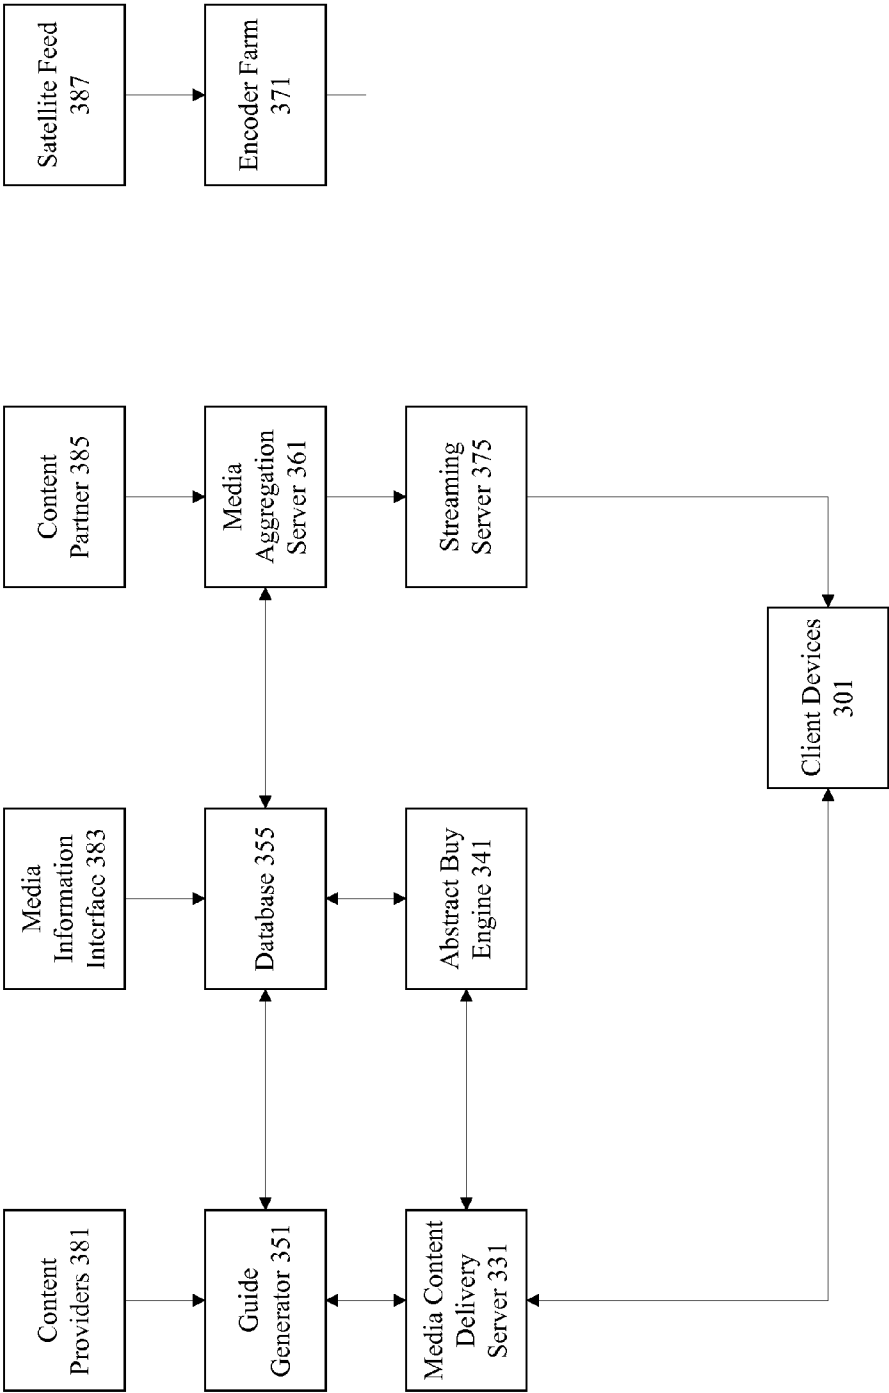 Content
Providers 381
Media
Information
Interface 383
Content
Partner 385
Satellite Feed
387
Guide
Generator 351
Database 355
Media
Aggregation
Server 361
Encoder Farm
371
Media Content
Delivery
Server 331
Abstract Buy
Engine 341
Streaming
Server 375
Client Devices
301